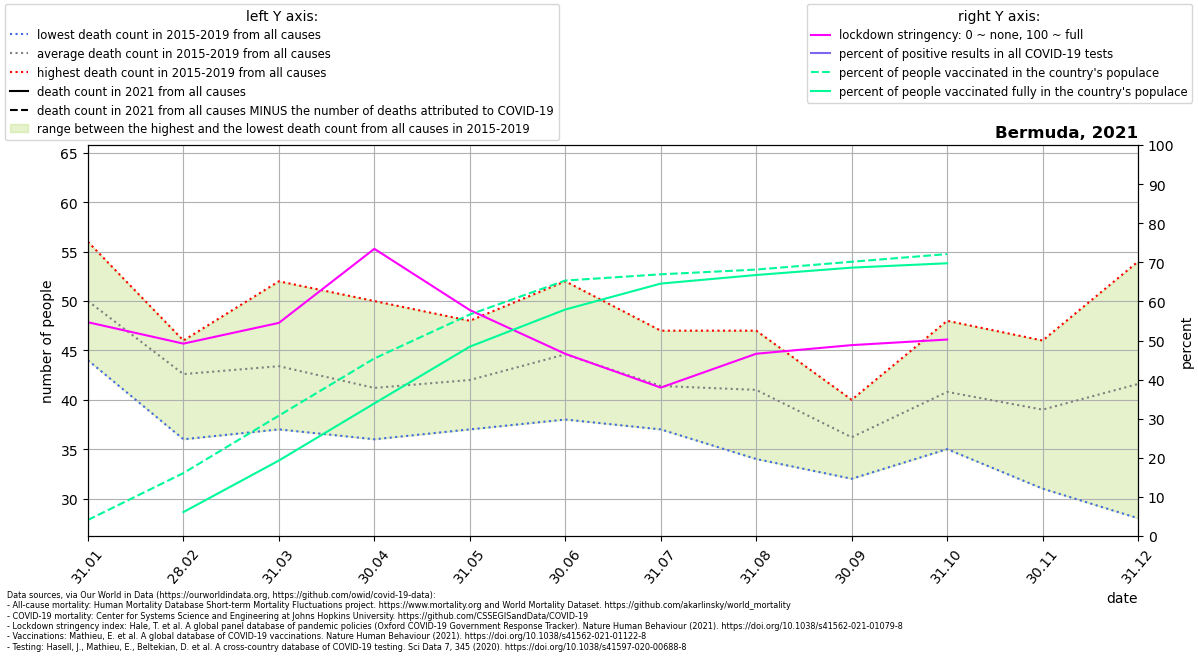 left Y axis:
lowest death count in 2015-2019 from all causes
average death count in 2015-2019 from all causes
highest death count in 2015-2019 from all causes
death count in 2021 from all causes
death count in 2021 from all causes MINUS the number of deaths attributed to COVID-19
range between the highest and the lowest death count from all causes in 2015-2019
right Y axis:
lockdown stringency: 0 ~ none, 100 ~ full
percent of positive results in all COVID-19 tests
percent of people vaccinated in the country's populace
percent of people vaccinated fully in the country's populace
Bermuda, 2021
65
60
55
50
45
40
35
30
number of people
100
90
80
70
60
50
40
30
20
10
0
percent
31.01
28.02
31.03
30.04
31.05
30.06
31.07
31.08
30.09
31.10
30.11
31.12
date
Data sources, via Our World in Data (https://ourworldindata.org, https://github.com/owid/covid-19-data):
- All-cause mortality: Human Mortality Database Short-term Mortality Fluctuations project. https://www.mortality.org and World Mortality Dataset. https://github.com/akarlinsky/world_mortality
- COVID-19 mortality: Center for Systems Science and Engineering at Johns Hopkins University. https://github.com/CSSEGISandData/COVID-19
- Lockdown stringency index: Hale, T. et al. A global panel database of pandemic policies (Oxford COVID-19 Government Response Tracker). Nature Human Behaviour (2021). https://doi.org/10.1038/s41562-021-01079-8
- Vaccinations: Mathieu, E. et al. A global database of COVID-19 vaccinations. Nature Human Behaviour (2021). https://doi.org/10.1038/s41562-021-01122-8
- Testing: Hasell, J., Mathieu, E., Beltekian, D. et al. A cross-country database of COVID-19 testing. Sci Data 7, 345 (2020). https://doi.org/10.1038/s41597-020-00688-8